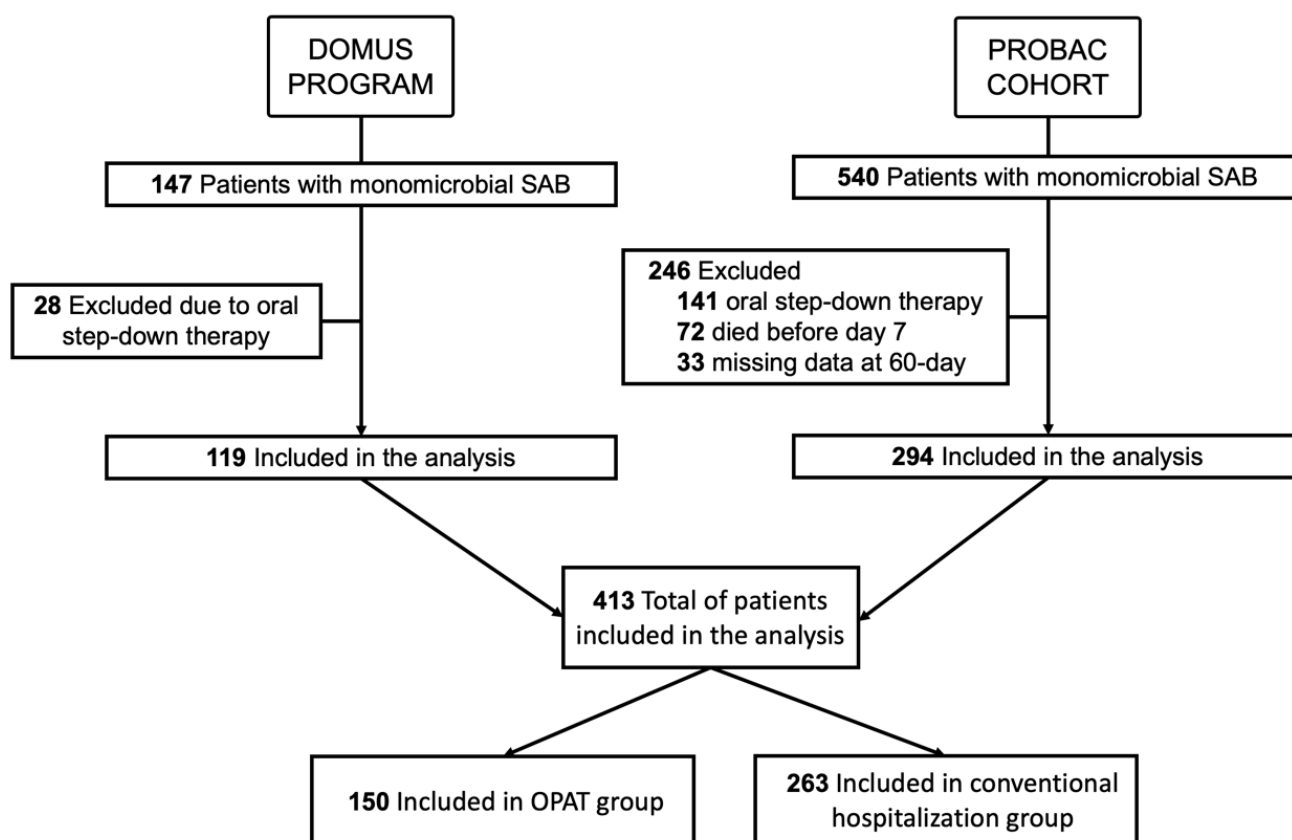 DOMUS
PROGRAM
PROBAC
COHORT
147 Patients with monomicrobial SAB
540 Patients with monomicrobial SAB
28 Excluded due to oral
step-down therapy
246 Excluded
141 oral step-down therapy
72 died before day 7
33 missing data at 60-day
119 Included in the analysis
294 Included in the analysis
413 Total of patients
included in the analysis
150 Included in OPAT group
263 Included in conventional
hospitalization group